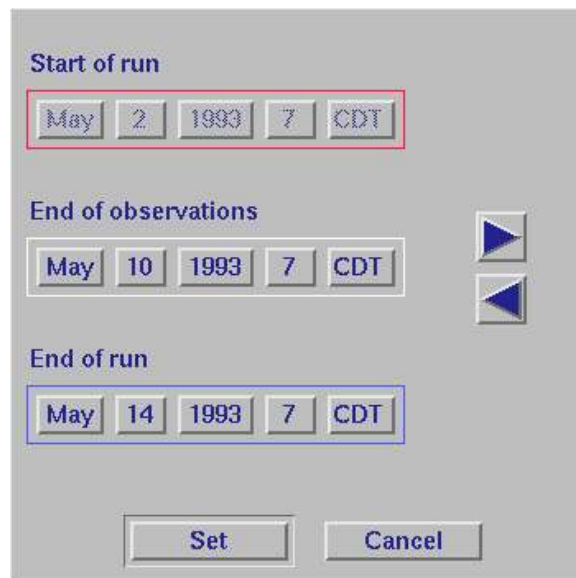 Start of run
May 2 1993 7 CDT
End of observations
May 10 1993 7 CDT
End of run
May 14 1993 7 CDT
Set Cancel